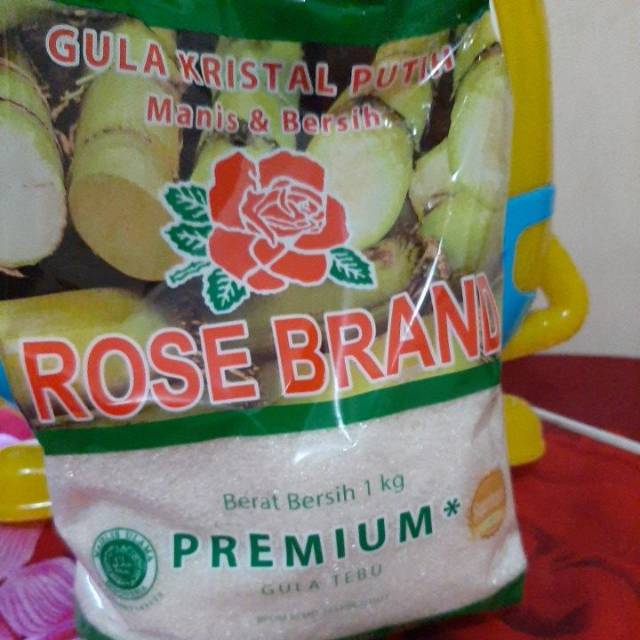 GULA KRISTAL PUTIH
Manis & Bersih
ROSE BRAND
Berat Bersih 1 kg
PREMIUM*
GULA TEBU